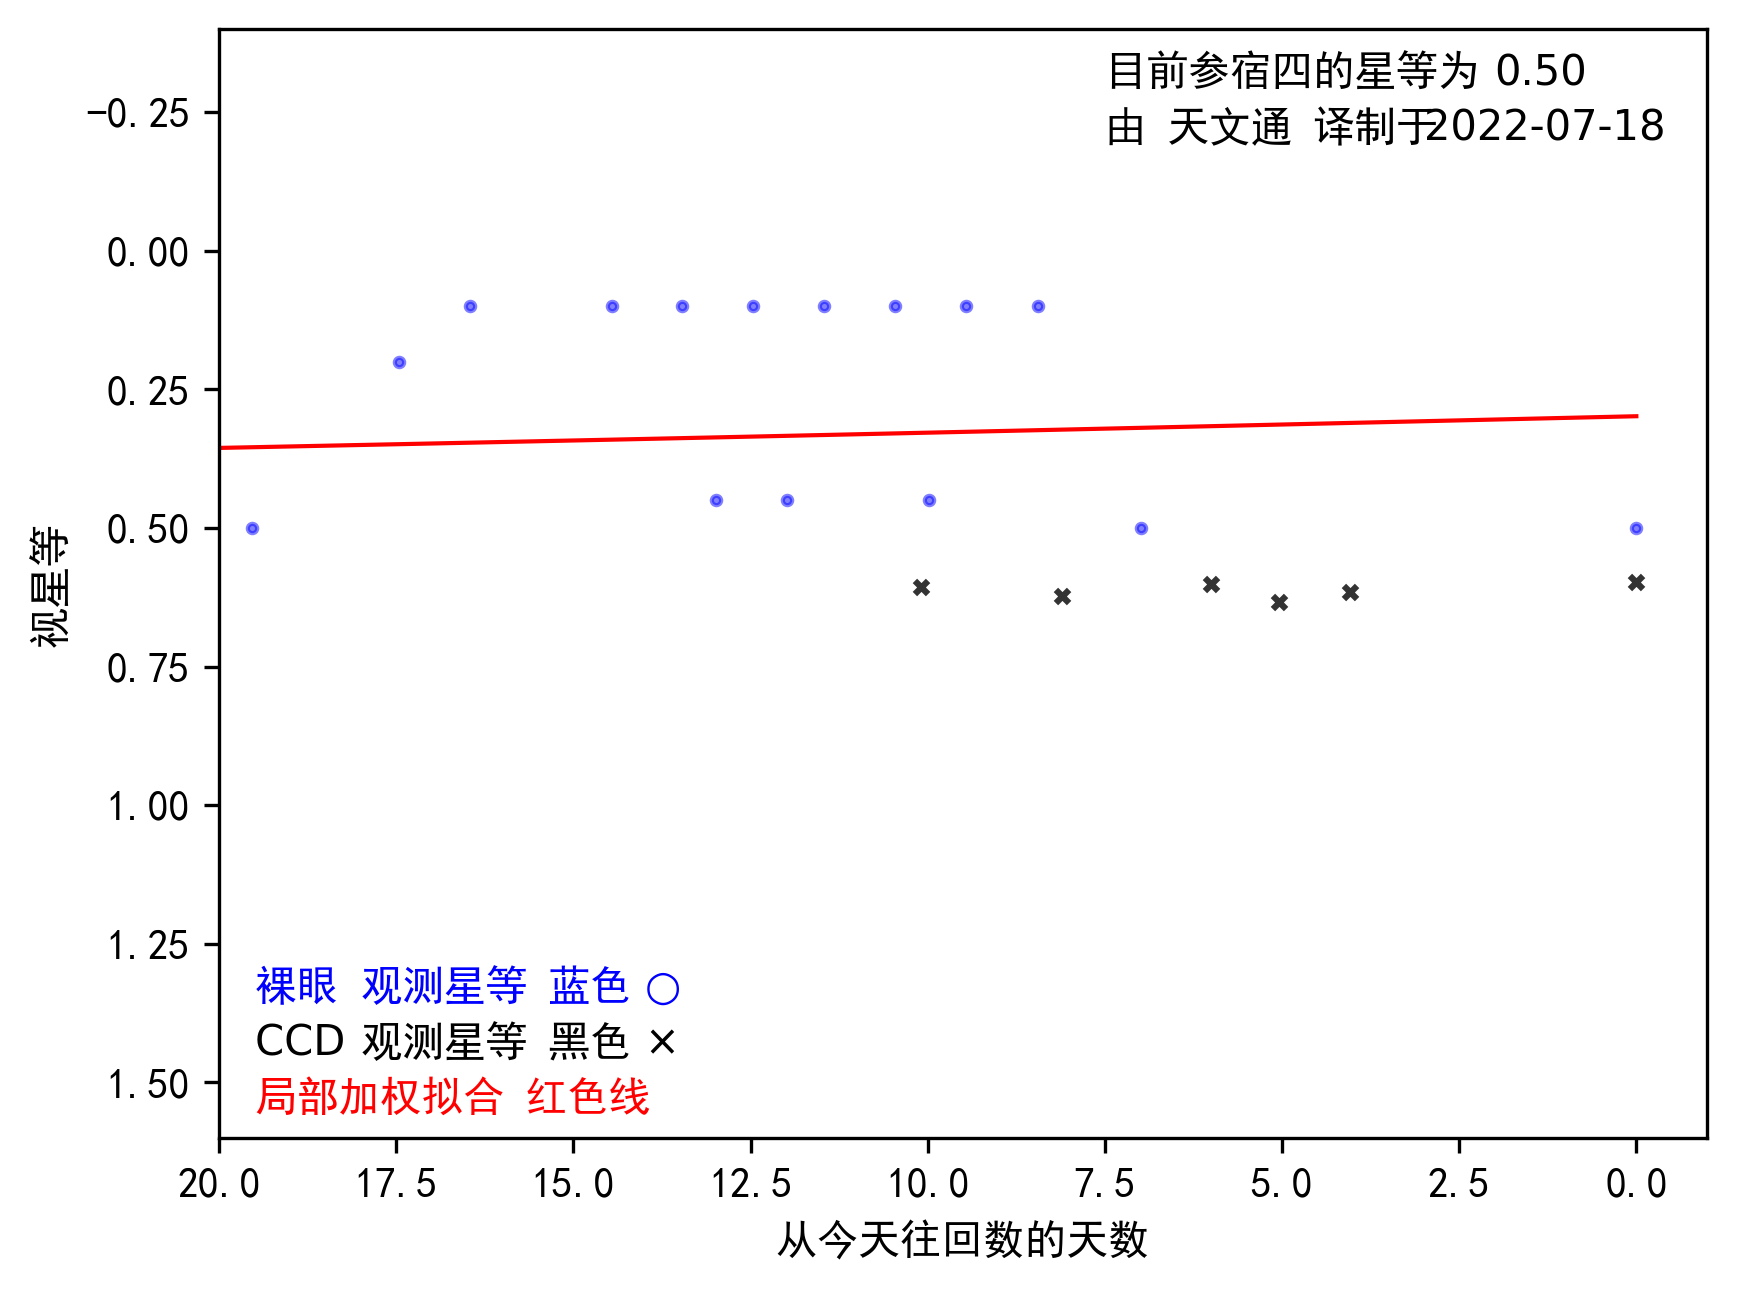 目前参宿四的星等为 0.50
由 天文通 译制于2022-07-18
-0.25
0.00
0.25
0.50
0.75
1.00
1.25
1.50
视星等
裸眼 观测星等 蓝色 ○
CCD 观测星等 黑色 ×
局部加权拟合 红色线
20.0 17.5 15.0 12.5 10.0 7.5 5.0 2.5 0.0
从今天往回数的天数